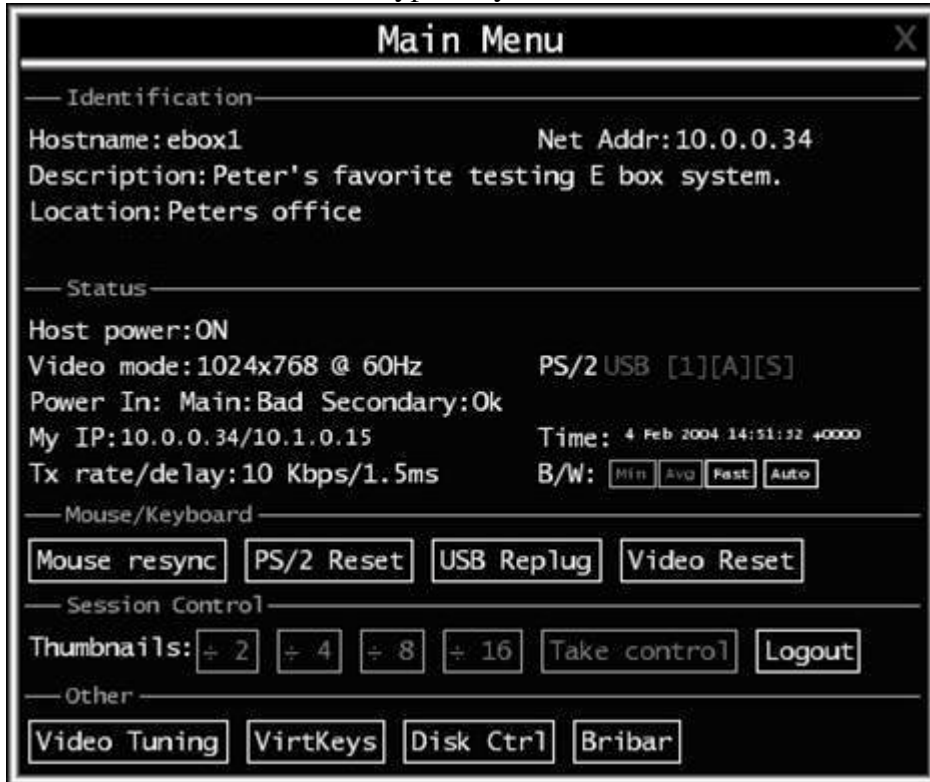 Main Menu X
Identification
Hostname:ebox1 Net Addr:10.0.0.34
Description:Peter's favorite testing E box system.
Location:Peters office
Status
Host power:ON
Video mode:1024x768 @ 60Hz PS/2 USB [1][A][S]
Power In: Main:Bad Secondary:Ok
My IP:10.0.0.34/10.1.0.15 Time: 4 Feb 2004 14:51:32 +0000
Tx rate/delay:10 Kbps/1.5ms B/W: Min Avg Fast Auto
Mouse/Keyboard
Mouse resync PS/2 Reset USB Replug Video Reset
Session Control
Thumbnails: ÷ 2 ÷ 4 ÷ 8 ÷ 16 Take control Logout
Other
Video Tuning VirtKeys Disk Ctrl Bribar